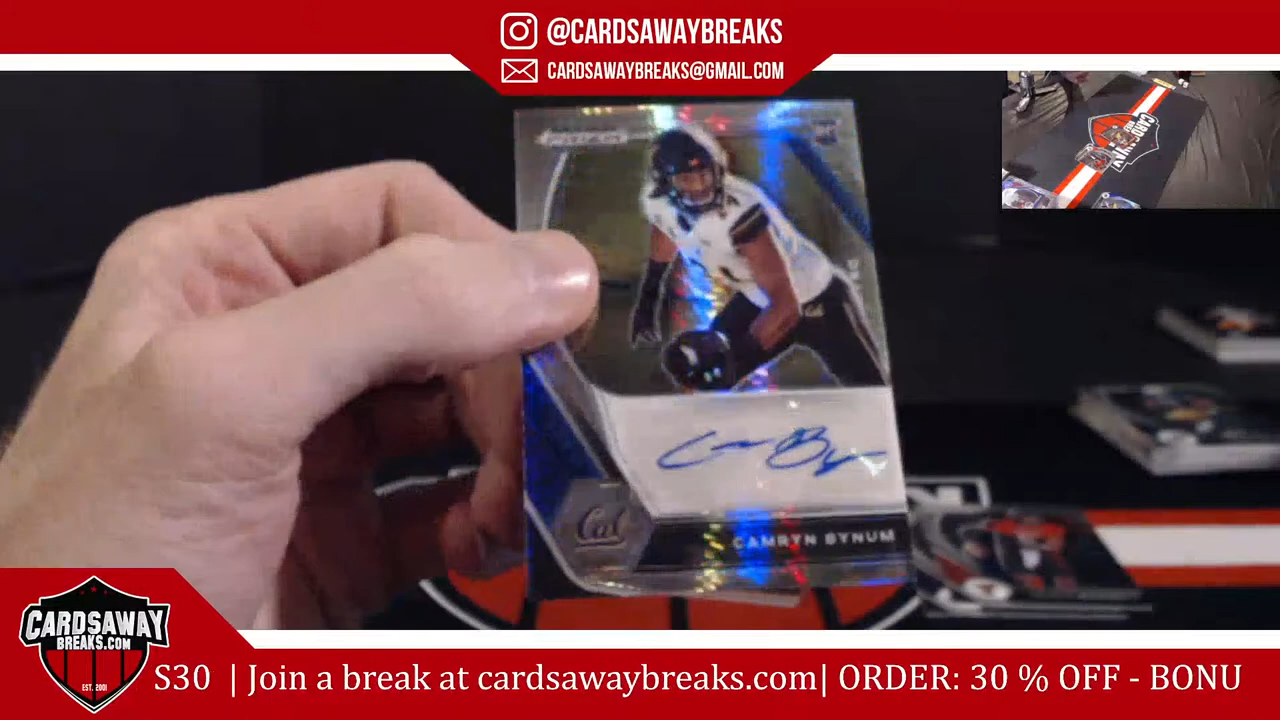 @CARDSAWAYBREAKS
CARDSAWAYBREAKS@GMAIL.COM
PRIZM
RC
Cal
CAMRYN BYNUM
CARDSAWAY
BREAKS.COM
EST. 2001
S30 | Join a break at cardsawaybreaks.com| ORDER: 30 % OFF - BONU